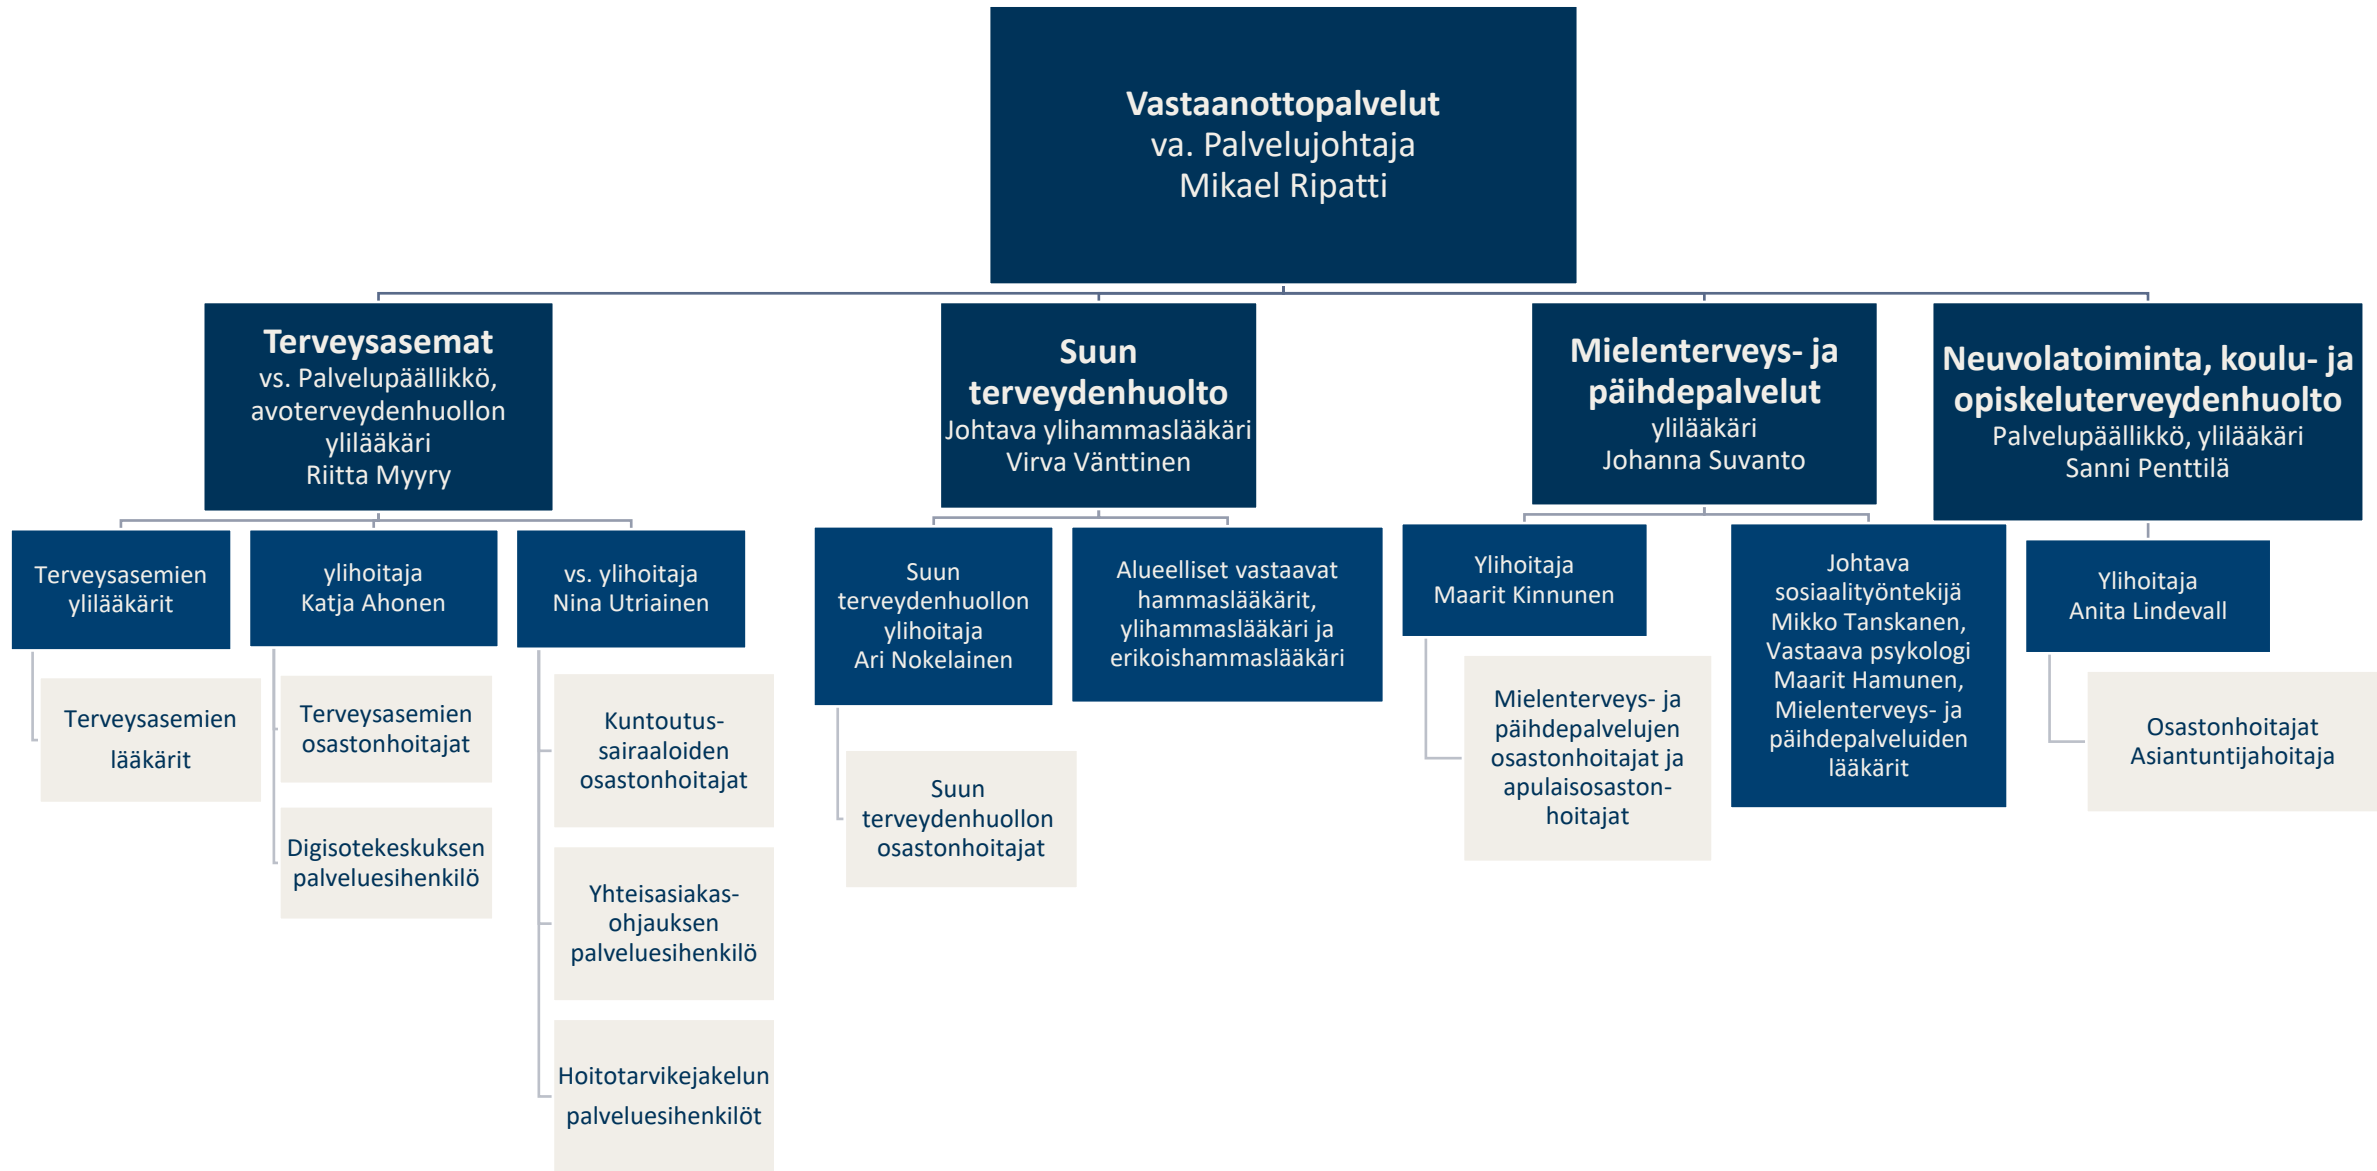 Vastaanottopalvelut
va. Palvelujohtaja
Mikael Ripatti
Terveysasemat
vs. Palvelupäällikkö,
avoterveydenhuollon
ylilääkäri
Riitta Myyry
Suun
terveydenhuolto
Johtava ylihammaslääkäri
Virva Vänttinen
Mielenterveys- ja
päihdepalvelut
ylilääkäri
Johanna Suvanto
Neuvolatoiminta, koulu- ja
opiskeluterveydenhuolto
Palvelupäällikkö, ylilääkäri
Sanni Penttilä
Terveysasemien
ylilääkärit
ylihoitaja
Katja Ahonen
vs. ylihoitaja
Nina Utriainen
Suun
terveydenhuollon
ylihoitaja
Ari Nokelainen
Alueelliset vastaavat
hammaslääkärit,
ylihammaslääkäri ja
erikoishammaslääkäri
Ylihoitaja
Maarit Kinnunen
Johtava
sosiaalityöntekijä
Mikko Tanskanen,
Vastaava psykologi
Maarit Hamunen,
Mielenterveys- ja
päihdepalveluiden
lääkärit
Ylihoitaja
Anita Lindevall
Terveysasemien
lääkärit
Terveysasemien
osastonhoitajat
Digisotekeskuksen
palveluesihenkilö
Kuntoutus-
sairaaloiden
osastonhoitajat
Yhteisasiakas-
ohjauksen
palveluesihenkilö
Hoitotarvikejakelun
palveluesihenkilöt
Suun
terveydenhuollon
osastonhoitajat
Mielenterveys- ja
päihdepalvelujen
osastonhoitajat ja
apulaisosaston-
hoitajat
Osastonhoitajat
Asiantuntijahoitaja